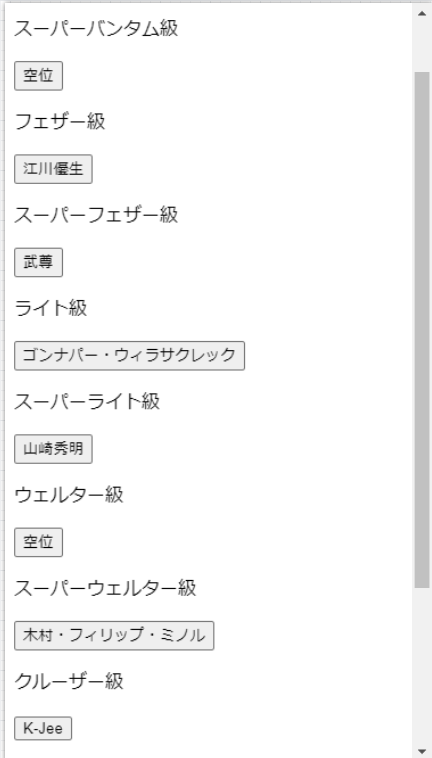 スーパーバンタム級
空位
フェザー級
江川優生
スーパーフェザー級
武尊
ライト級
ゴンナパー・ウィラサクレック
スーパーライト級
山崎秀明
ウェルター級
空位
スーパーウェルター級
木村・フィリップ・ミノル
クルーザー級
K-Jee